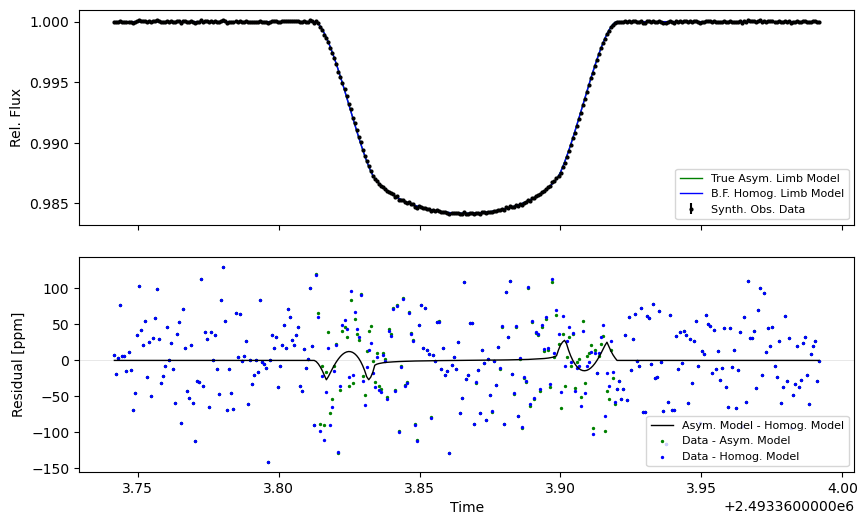 1.000
0.995
0.990
0.985
Rel. Flux
True Asym. Limb Model
B.F. Homog. Limb Model
Synth. Obs. Data
100
50
0
−50
−100
−150
Residual [ppm]
Asym. Model - Homog. Model
Data - Asym. Model
Data - Homog. Model
3.75
3.80
3.85
3.90
3.95
4.00
Time
+2.4933600000e6